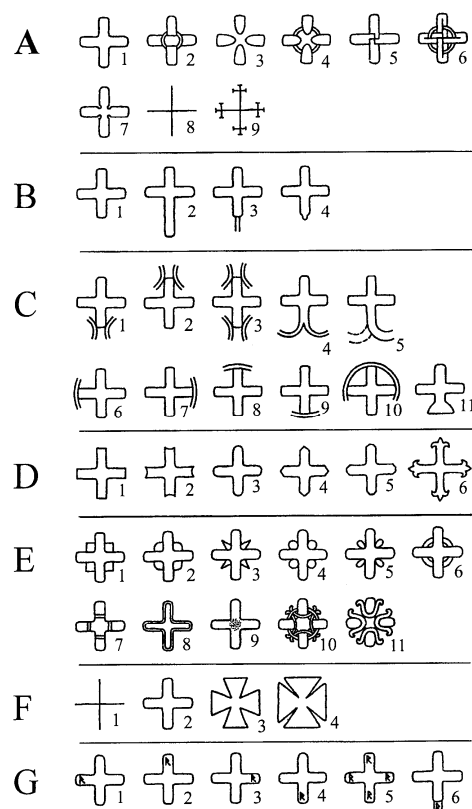 A 1 2 3 4 5 6
7 8 9
B 1 2 3 4
C 1 2 3 4 5
6 7 8 9 10 11
D 1 2 3 4 5 6
E 1 2 3 4 5 6
7 8 9 10 11
F 1 2 3 4
G 1 2 3 4 5 6